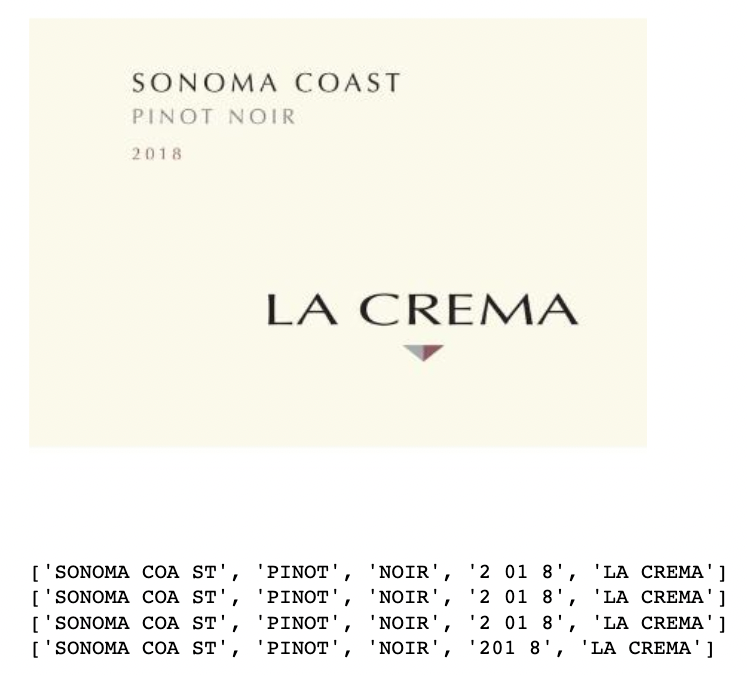 SONOMA COAST
PINOT NOIR
2018
LA CREMA
['SONOMA COA ST', 'PINOT', 'NOIR', '2 01 8', 'LA CREMA']
['SONOMA COA ST', 'PINOT', 'NOIR', '2 01 8', 'LA CREMA']
['SONOMA COA ST', 'PINOT', 'NOIR', '2 01 8', 'LA CREMA']
['SONOMA COA ST', 'PINOT', 'NOIR', '201 8', 'LA CREMA']